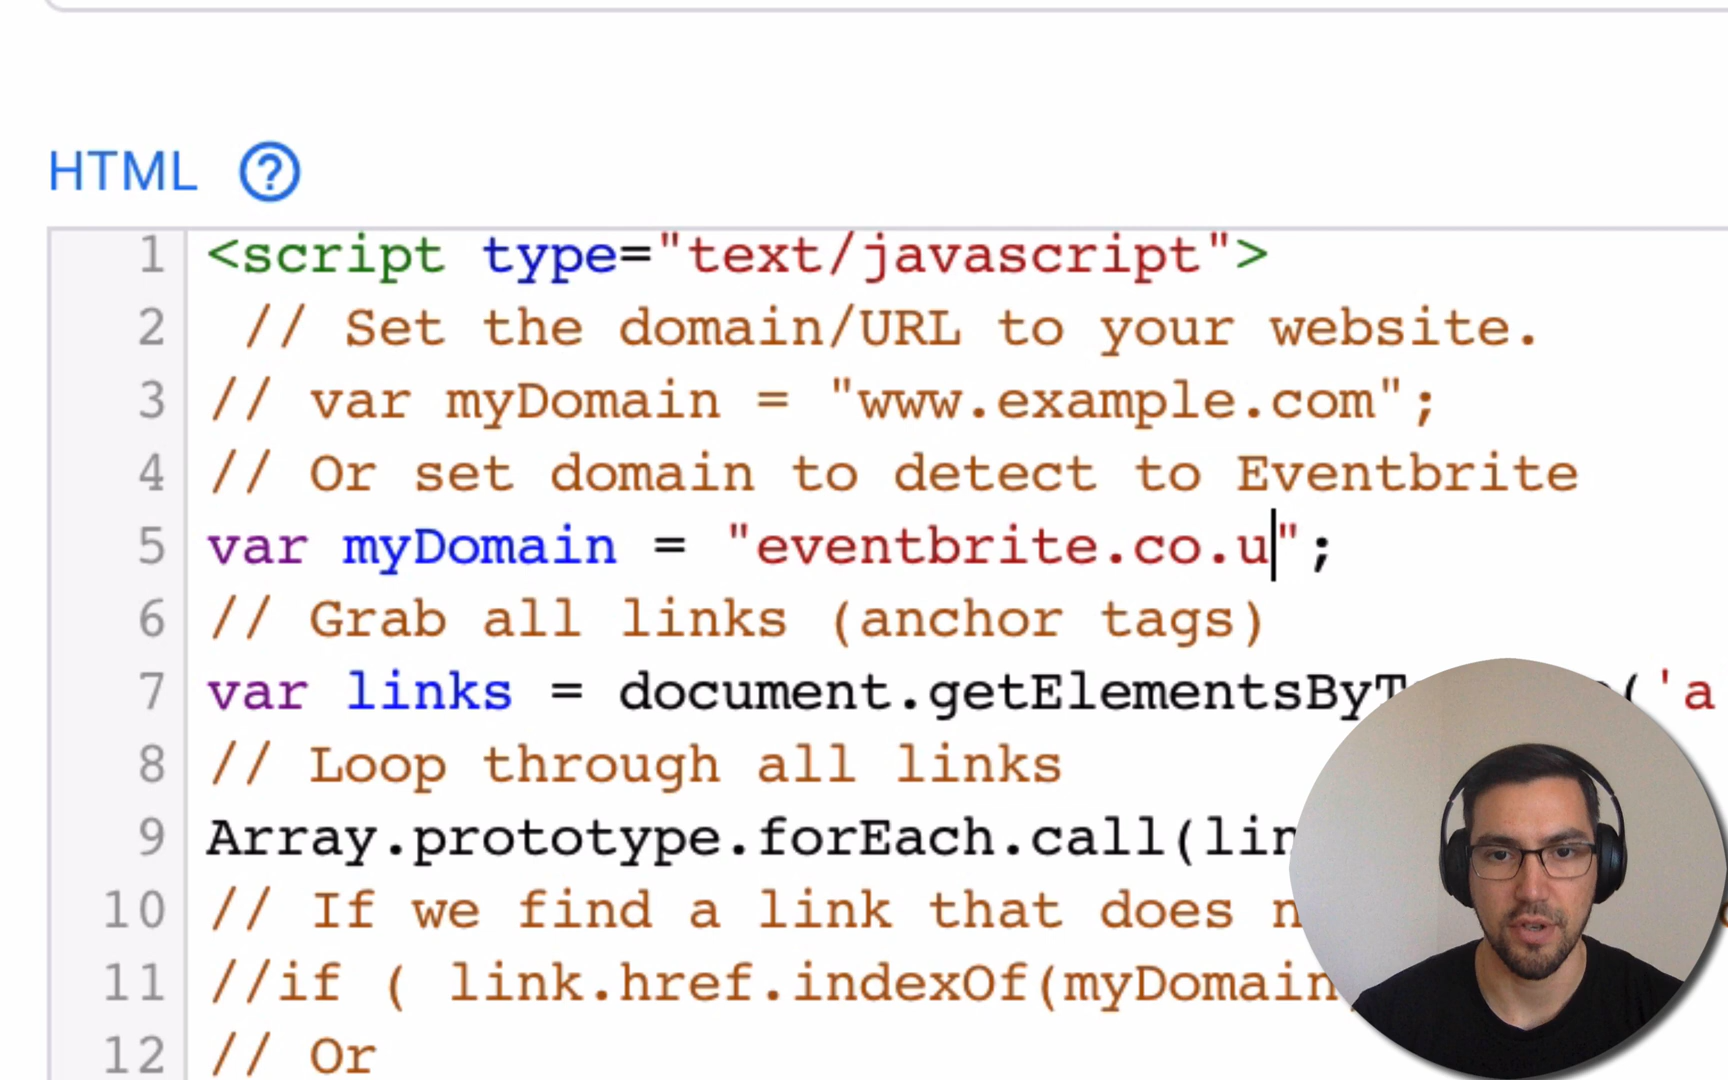 HTML ?
1 <script type="text/javascript">
2 // Set the domain/URL to your website.
3 // var myDomain = "www.example.com";
4 // Or set domain to detect to Eventbrite
5 var myDomain = "eventbrite.co.u";
6 // Grab all links (anchor tags)
7 var links = document.getElementsByT ('a
8 // Loop through all links
9 Array.prototype.forEach.call(lin
10 // If we find a link that does n
11 //if ( link.href.indexOf(myDomain
12 // Or